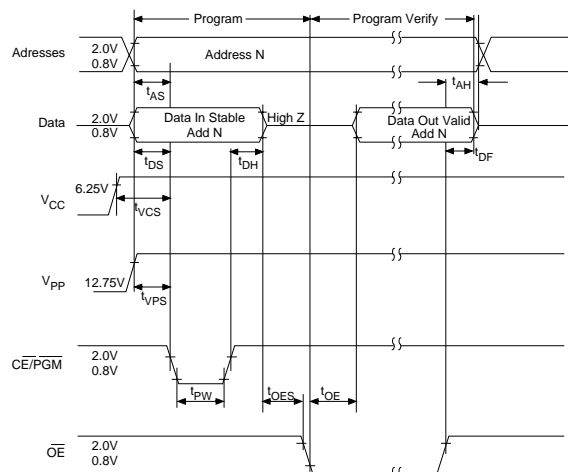 Program
Program Verify
Adresses
2.0V
0.8V
Address N
tAS
tAH
Data
2.0V
0.8V
Data In Stable
Add N
High Z
Data Out Valid
Add N
tDS
tDH
tDF
VCC
6.25V
tVCS
VPP
12.75V
tVPS
CE/PGM
2.0V
0.8V
tPW
tOES
tOE
OE
2.0V
0.8V